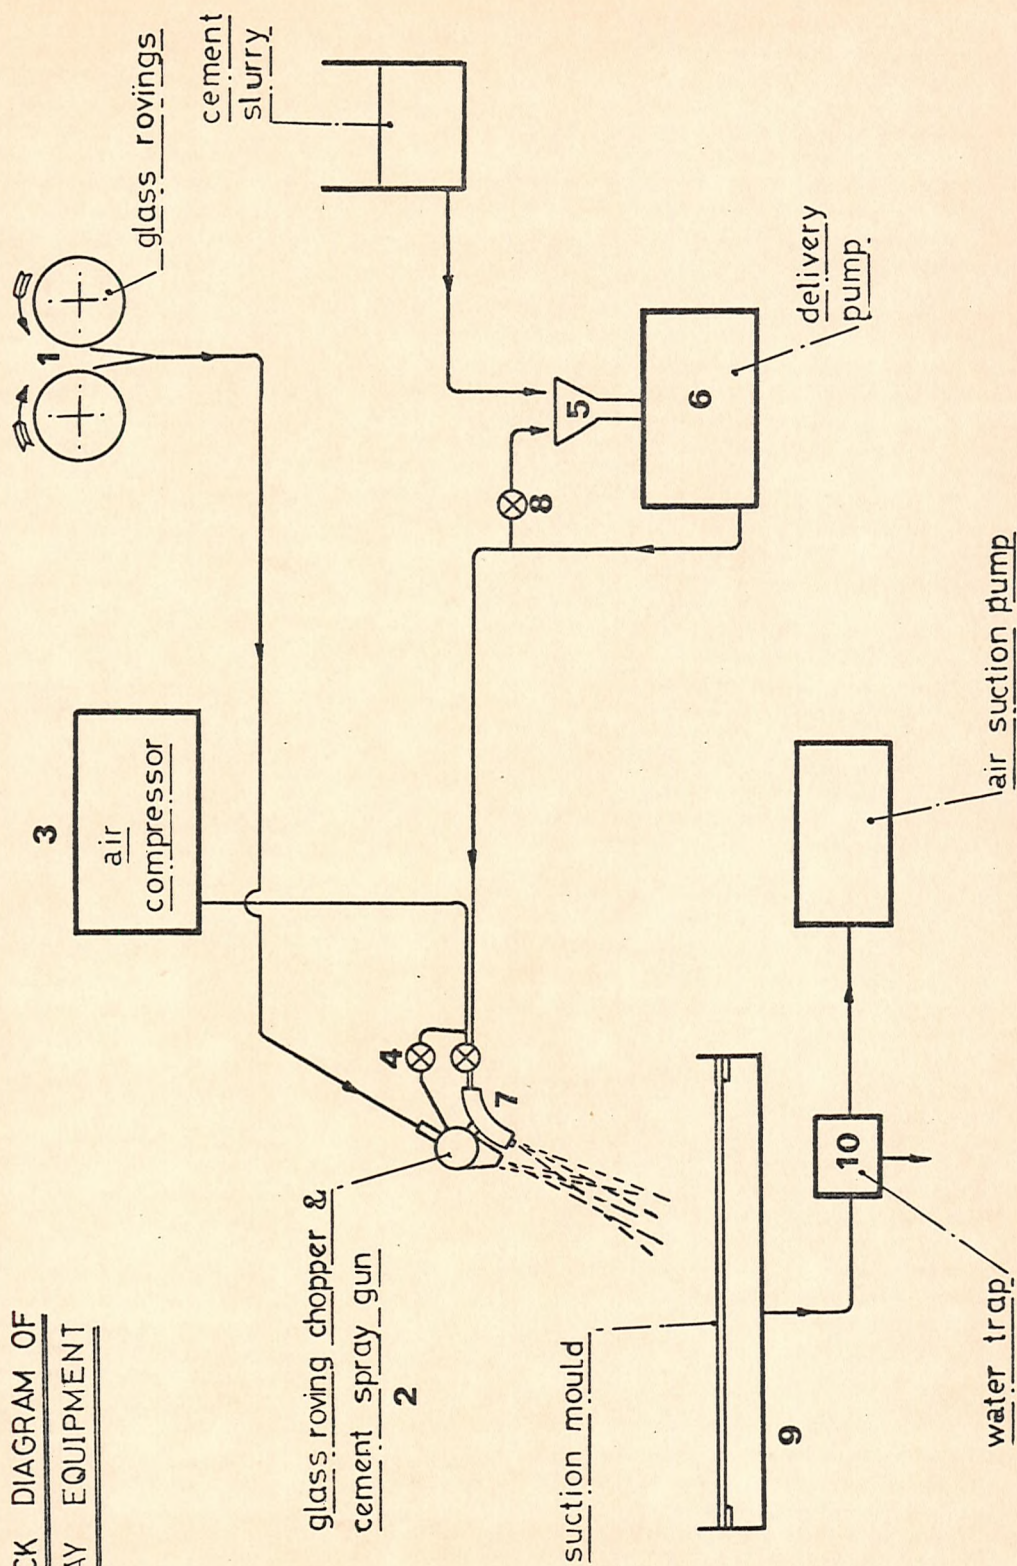 CK DIAGRAM OF
AY EQUIPMENT
3
air
compressor
1
glass rovings
cement
slurry
glass roving chopper &
cement spray gun
2
4
7
8
5
6
delivery
pump
suction mould
9
10
water trap
air suction pump